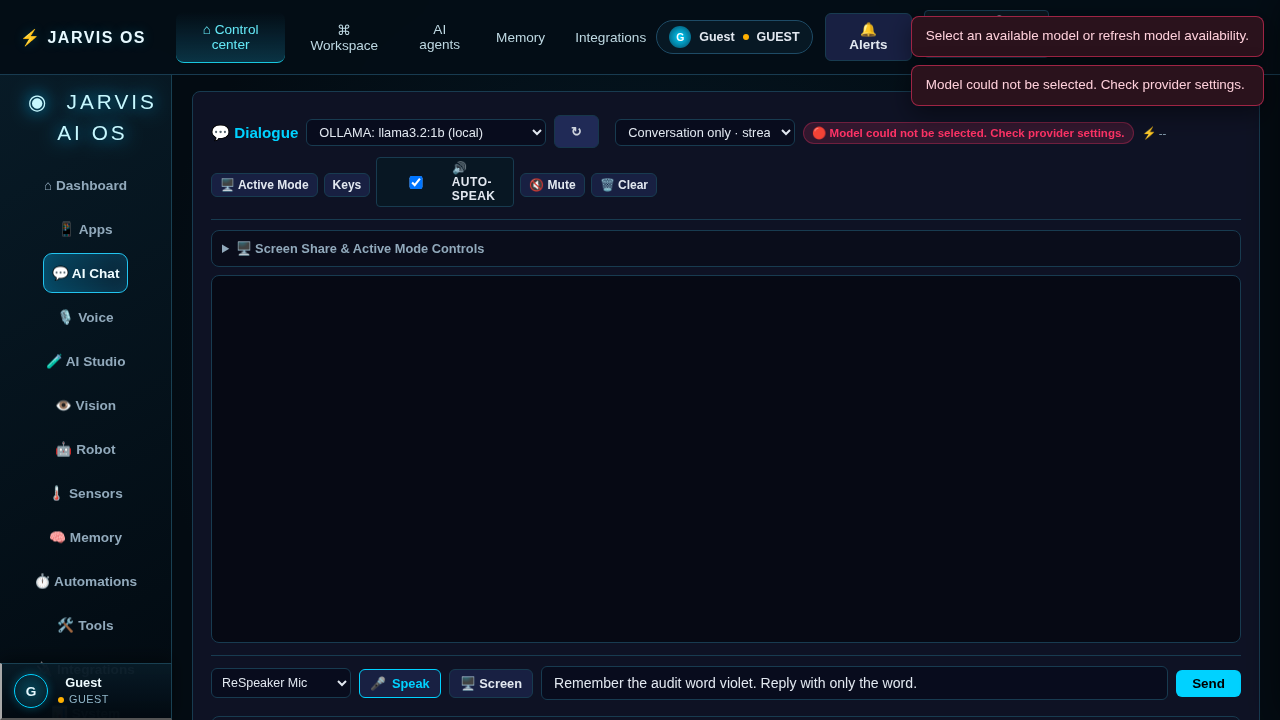 ⚡ JARVIS OS
⌂ Control
center
⌘
Workspace
AI
agents
Memory
Integrations
G Guest GUEST
🔔
Alerts
Select an available model or refresh model availability.
Model could not be selected. Check provider settings.
◉ JARVIS
AI OS
⌂ Dashboard
📱 Apps
💬 AI Chat
🎙️ Voice
🧪 AI Studio
👁️ Vision
🤖 Robot
🌡️ Sensors
🧠 Memory
⏱️ Automations
🛠️ Tools
Integrations
G Guest
GUEST
💬 Dialogue OLLAMA: llama3.2:1b (local) ↻ Conversation only · strea 🔴 Model could not be selected. Check provider settings. ⚡ --
🖥️ Active Mode Keys 🔊
AUTO-
SPEAK
🔇 Mute 🗑️ Clear
▶ 🖥️ Screen Share & Active Mode Controls
ReSpeaker Mic 🎤 Speak 🖥️ Screen Remember the audit word violet. Reply with only the word. Send